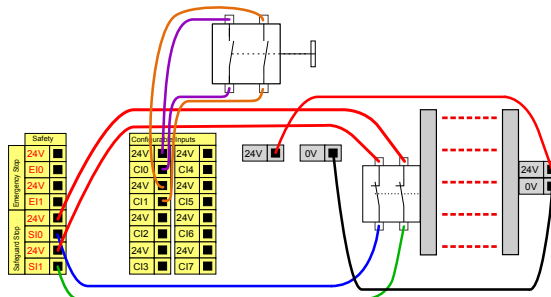 Safety
Emergency Stop
24V
EI0
24V
EI1
Safeguard Stop
24V
SI0
24V
SI1
Configurable Inputs
24V 24V
CI0 CI4
24V 24V
CI1 CI5
24V 24V
CI2 CI6
24V 24V
CI3 CI7
24V
0V
24V
0V